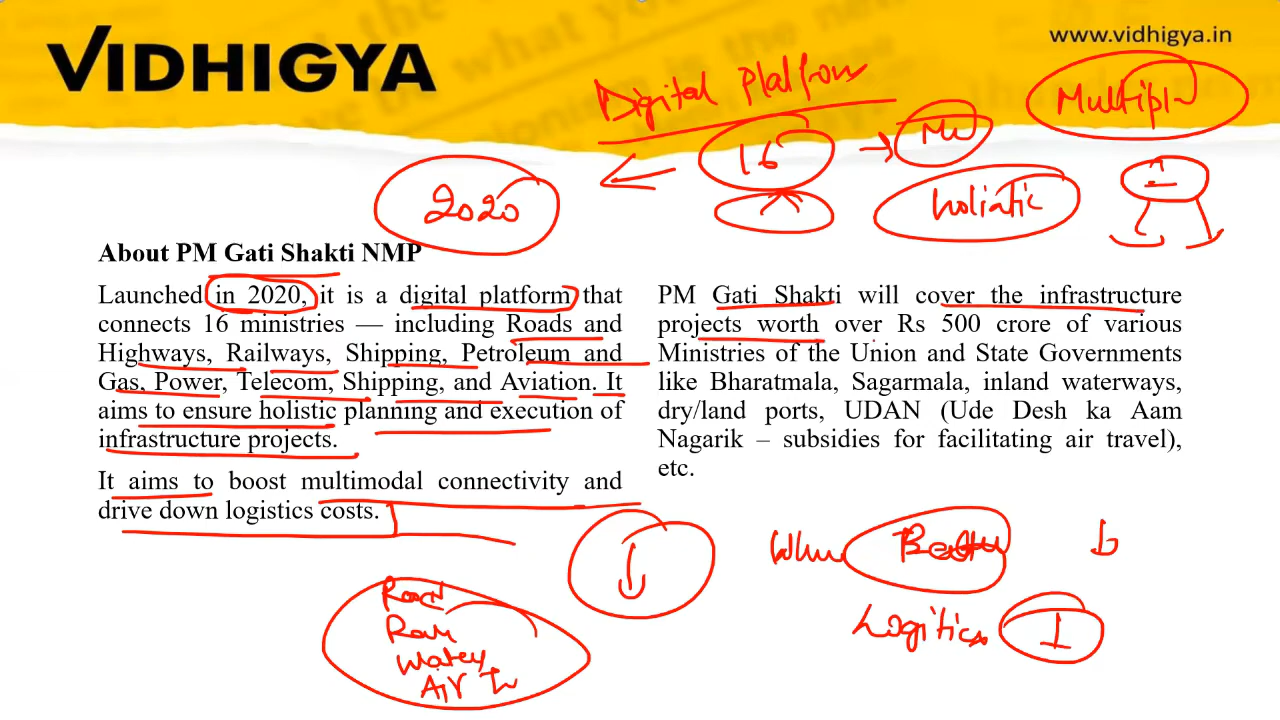 VIDHIGYA
www.vidhigya.in
Digital Platform
Multiple
16
2020
holistic
About PM Gati Shakti NMP
Launched in 2020, it is a digital platform that
connects 16 ministries — including Roads and
Highways, Railways, Shipping, Petroleum and
Gas, Power, Telecom, Shipping, and Aviation. It
aims to ensure holistic planning and execution of
infrastructure projects.
It aims to boost multimodal connectivity and
drive down logistics costs.
PM Gati Shakti will cover the infrastructure
projects worth over Rs 500 crore of various
Ministries of the Union and State Governments
like Bharatmala, Sagarmala, inland waterways,
dry/land ports, UDAN (Ude Desh ka Aam
Nagarik – subsidies for facilitating air travel),
etc.
Road
Water
Air
Logitics